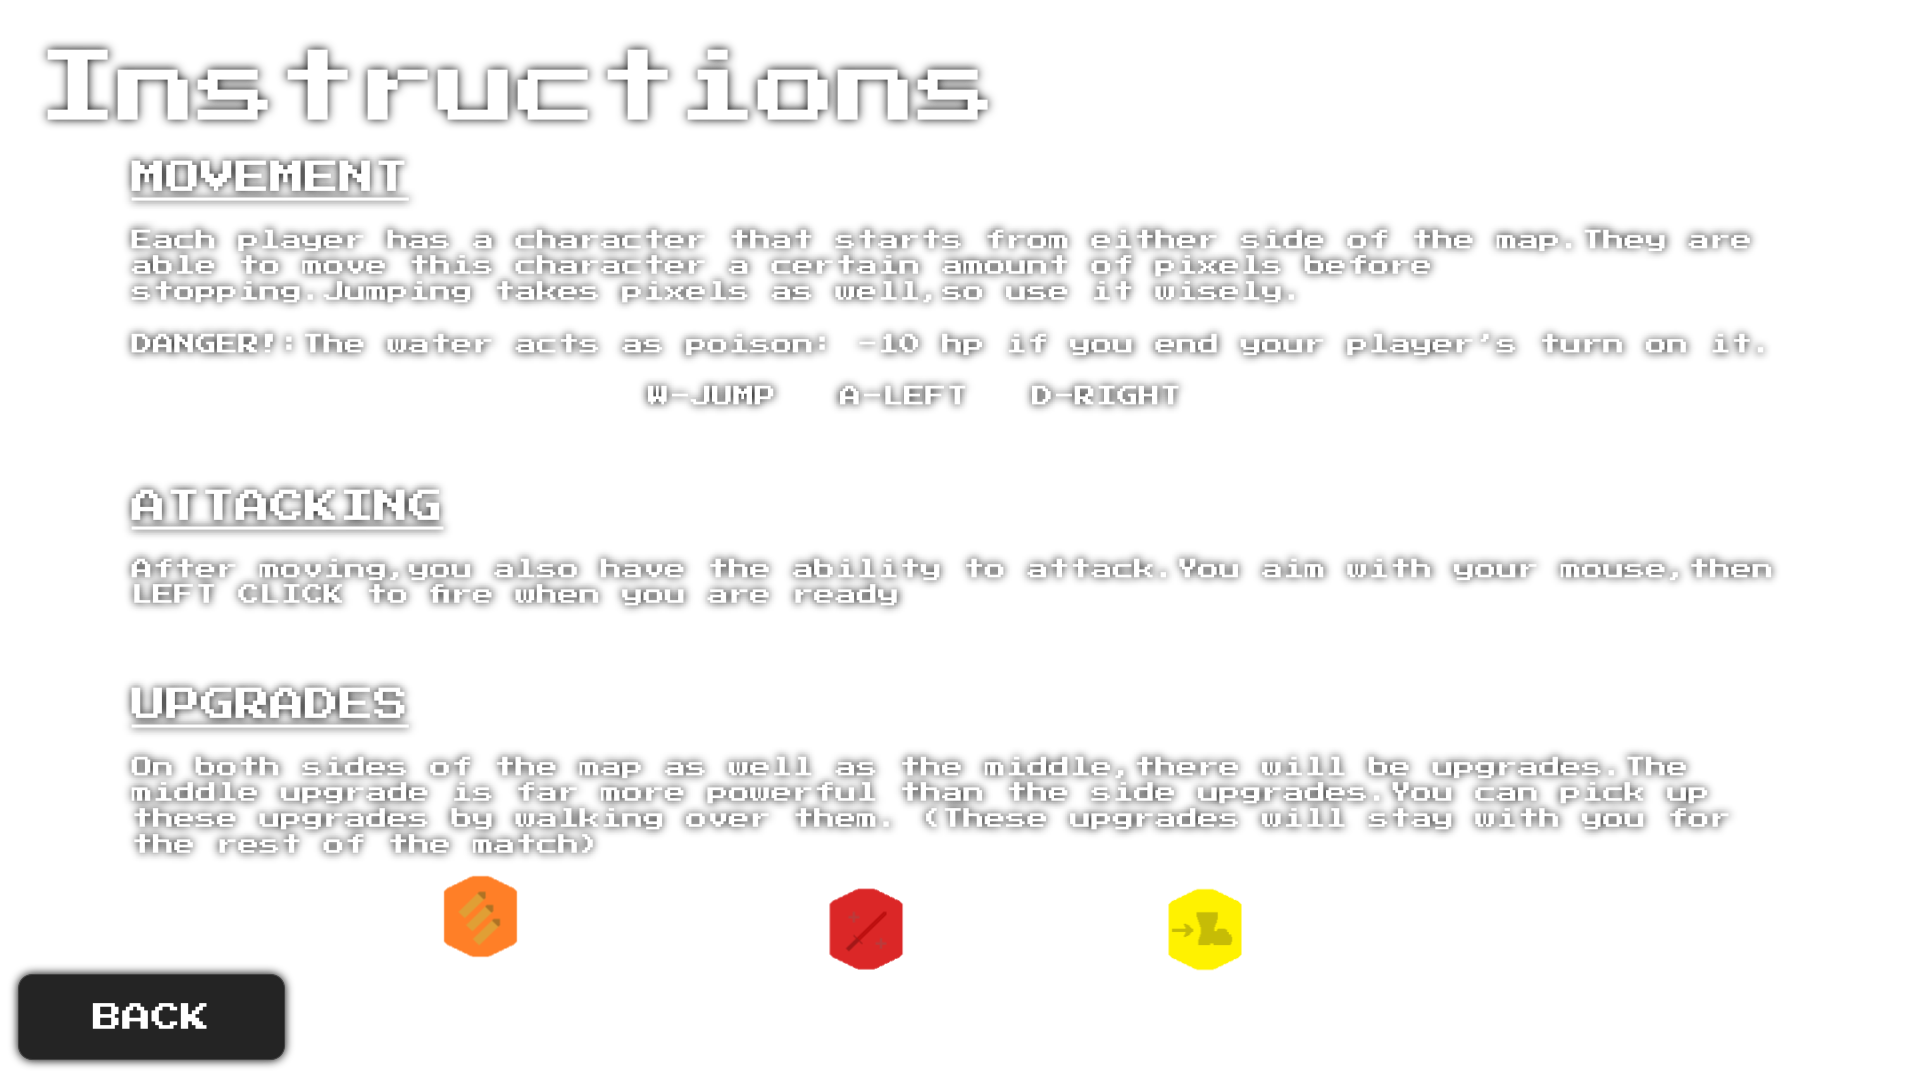 Instructions
MOVEMENT
Each player has a character that starts from either side of the map.They are
able to move this character a certain amount of pixels before
stopping.Jumping takes pixels as well,so use it wisely.
DANGER!:The water acts as poison: -10 hp if you end your player's turn on it.
W-JUMP A-LEFT D-RIGHT
ATTACKING
After moving,you also have the ability to attack.You aim with your mouse,then
LEFT CLICK to fire when you are ready
UPGRADES
On both sides of the map as well as the middle,there will be upgrades.The
middle upgrade is far more powerful than the side upgrades.You can pick up
these upgrades by walking over them. (These upgrades will stay with you for
the rest of the match)
BACK